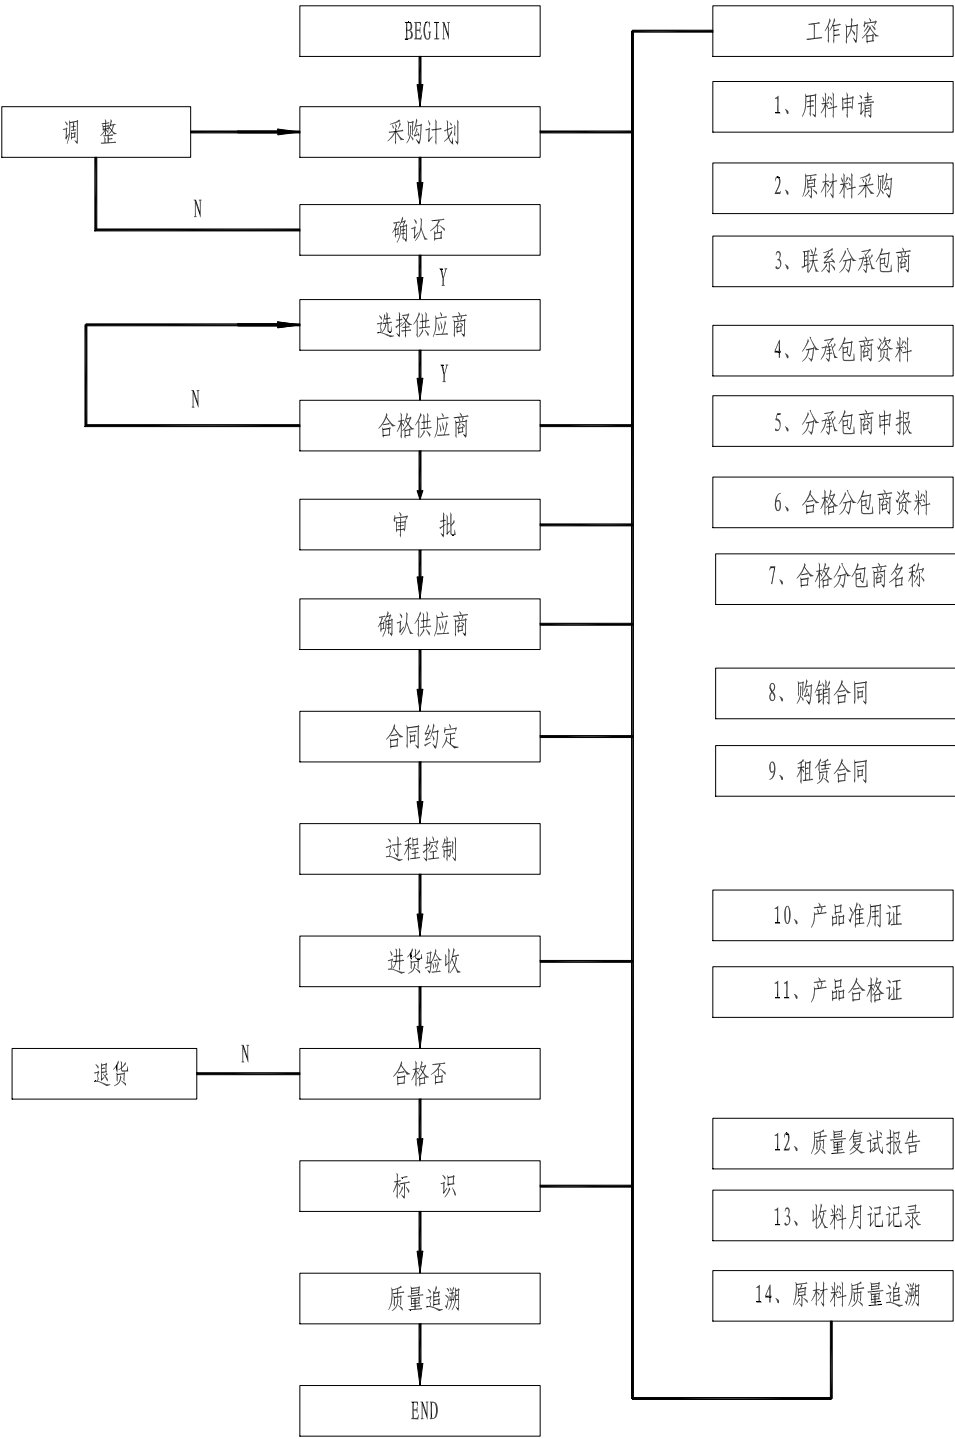 BEGIN
工作内容
1、用料申请
调 整
采购计划
2、原材料采购
N
确认否
3、联系分承包商
Y
选择供应商
4、分承包商资料
Y
N
合格供应商
5、分承包商申报
审 批
6、合格分包商资料
7、合格分包商名称
确认供应商
8、购销合同
合同约定
9、租赁合同
过程控制
10、产品准用证
进货验收
11、产品合格证
N
退货
合格否
12、质量复试报告
标 识
13、收料月记记录
质量追溯
14、原材料质量追溯
END